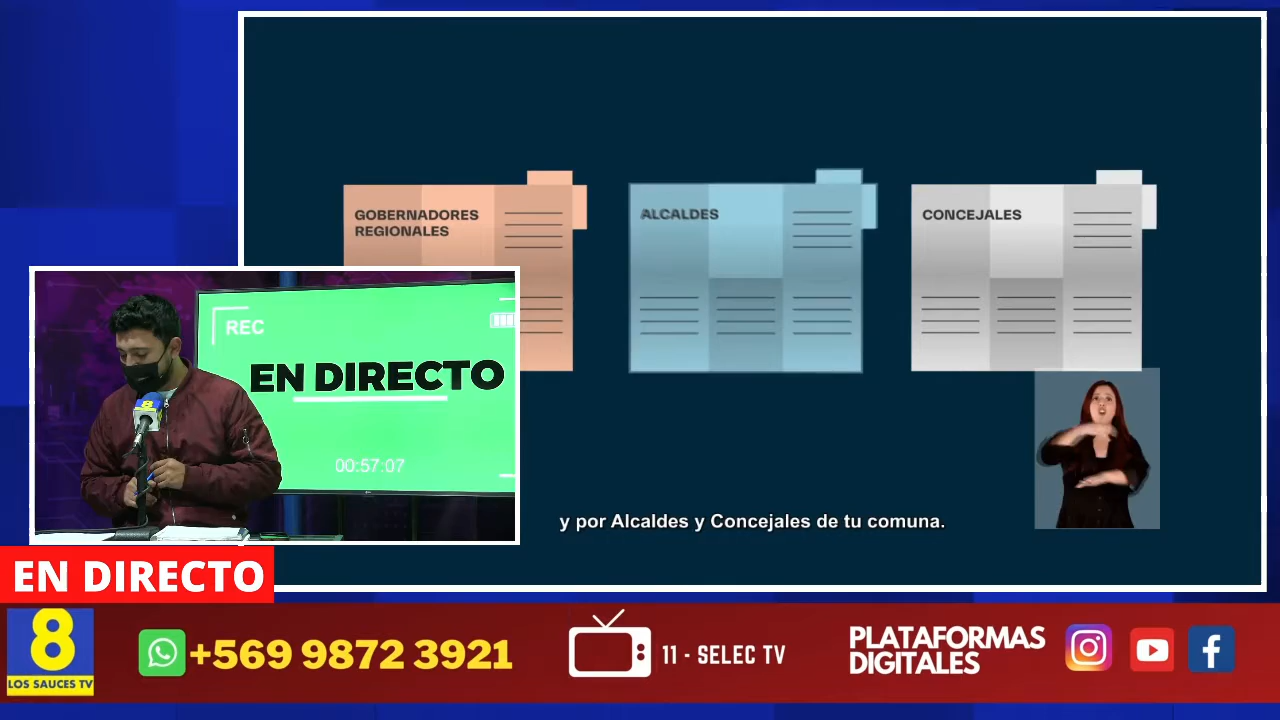 GOBERNADORES
REGIONALES
ALCALDES
CONCEJALES
REC
EN DIRECTO
00:57:07
8
y por Alcaldes y Concejales de tu comuna.
EN DIRECTO
8
LOS SAUCES TV
+569 9872 3921
11 - SELEC TV
PLATAFORMAS
DIGITALES